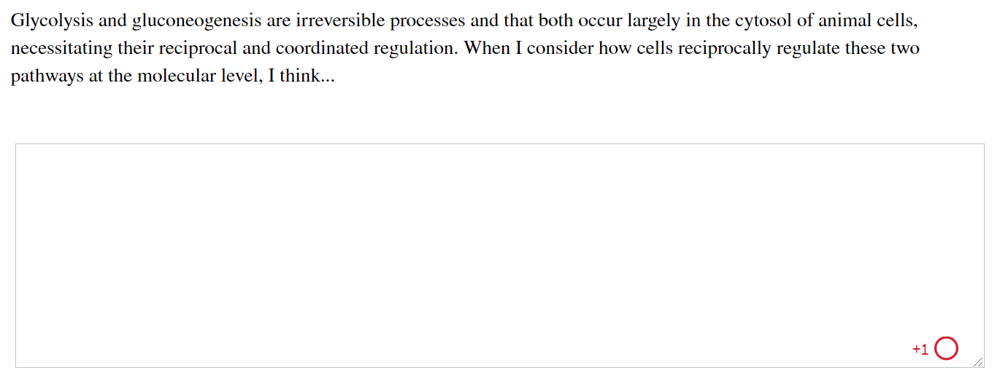 Glycolysis and gluconeogenesis are irreversible processes and that both occur largely in the cytosol of animal cells,
necessitating their reciprocal and coordinated regulation. When I consider how cells reciprocally regulate these two
pathways at the molecular level, I think...
+1